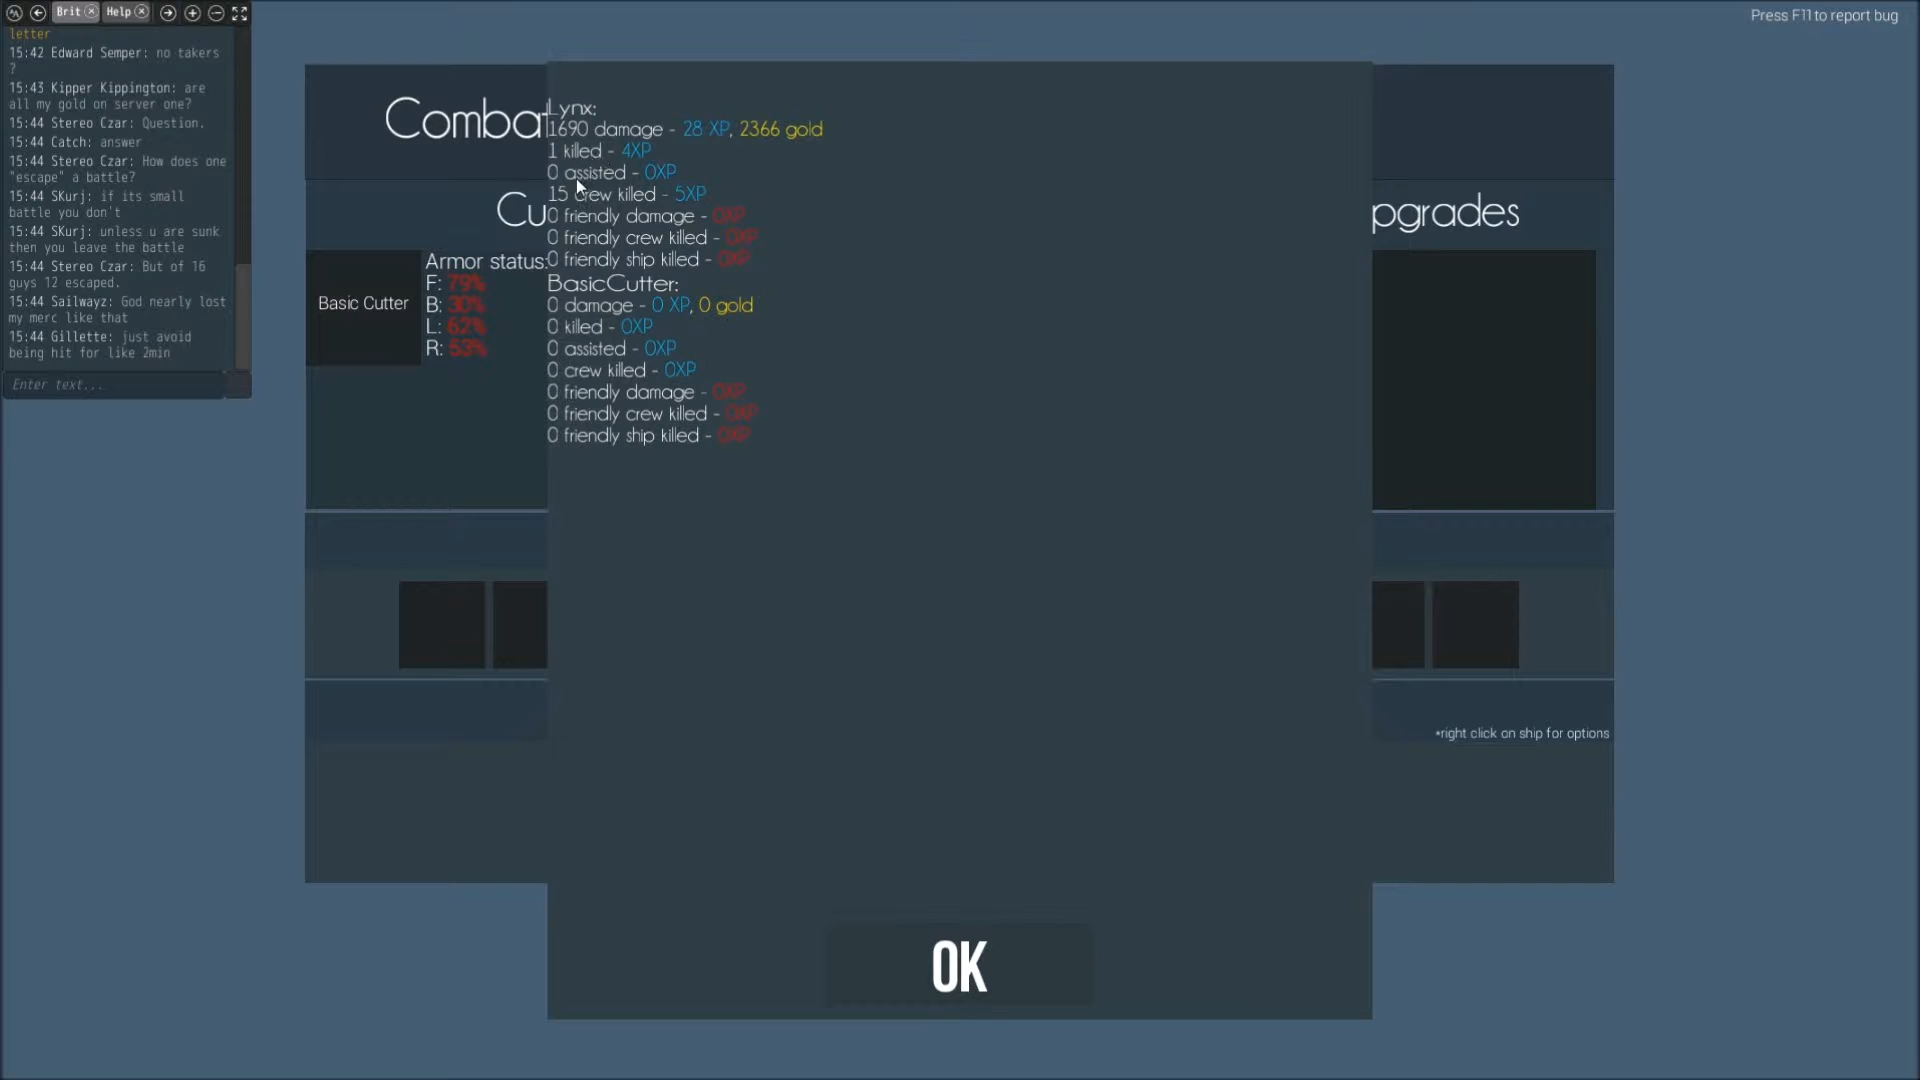 Brit Help
Press F11 to report bug
letter
15:42 Edward Semper: no takers
?
15:43 Kipper Kippington: are
all my gold on server one?
15:44 Stereo Czar: Question.
15:44 Catch: answer
15:44 Stereo Czar: How does one
"escape" a battle?
15:44 SKurj: if its small
battle you don't
15:44 SKurj: unless u are sunk
then you leave the battle
15:44 Stereo Czar: But of 16
guys 12 escaped.
15:44 Sailwayz: God nearly lost
my merc like that
15:44 Gillette: just avoid
being hit for like 2min
Enter text...
Combat
Cu
pgrades
Basic Cutter
Armor status:
F: 79%
B: 30%
L: 62%
R: 53%
Lynx:
1690 damage - 28 XP, 2366 gold
1 killed - 4XP
0 assisted - 0XP
15 crew killed - 5XP
0 friendly damage - 0XP
0 friendly crew killed - 0XP
0 friendly ship killed - 0XP
BasicCutter:
0 damage - 0 XP, 0 gold
0 killed - 0XP
0 assisted - 0XP
0 crew killed - 0XP
0 friendly damage - 0XP
0 friendly crew killed - 0XP
0 friendly ship killed - 0XP
*right click on ship for options
OK